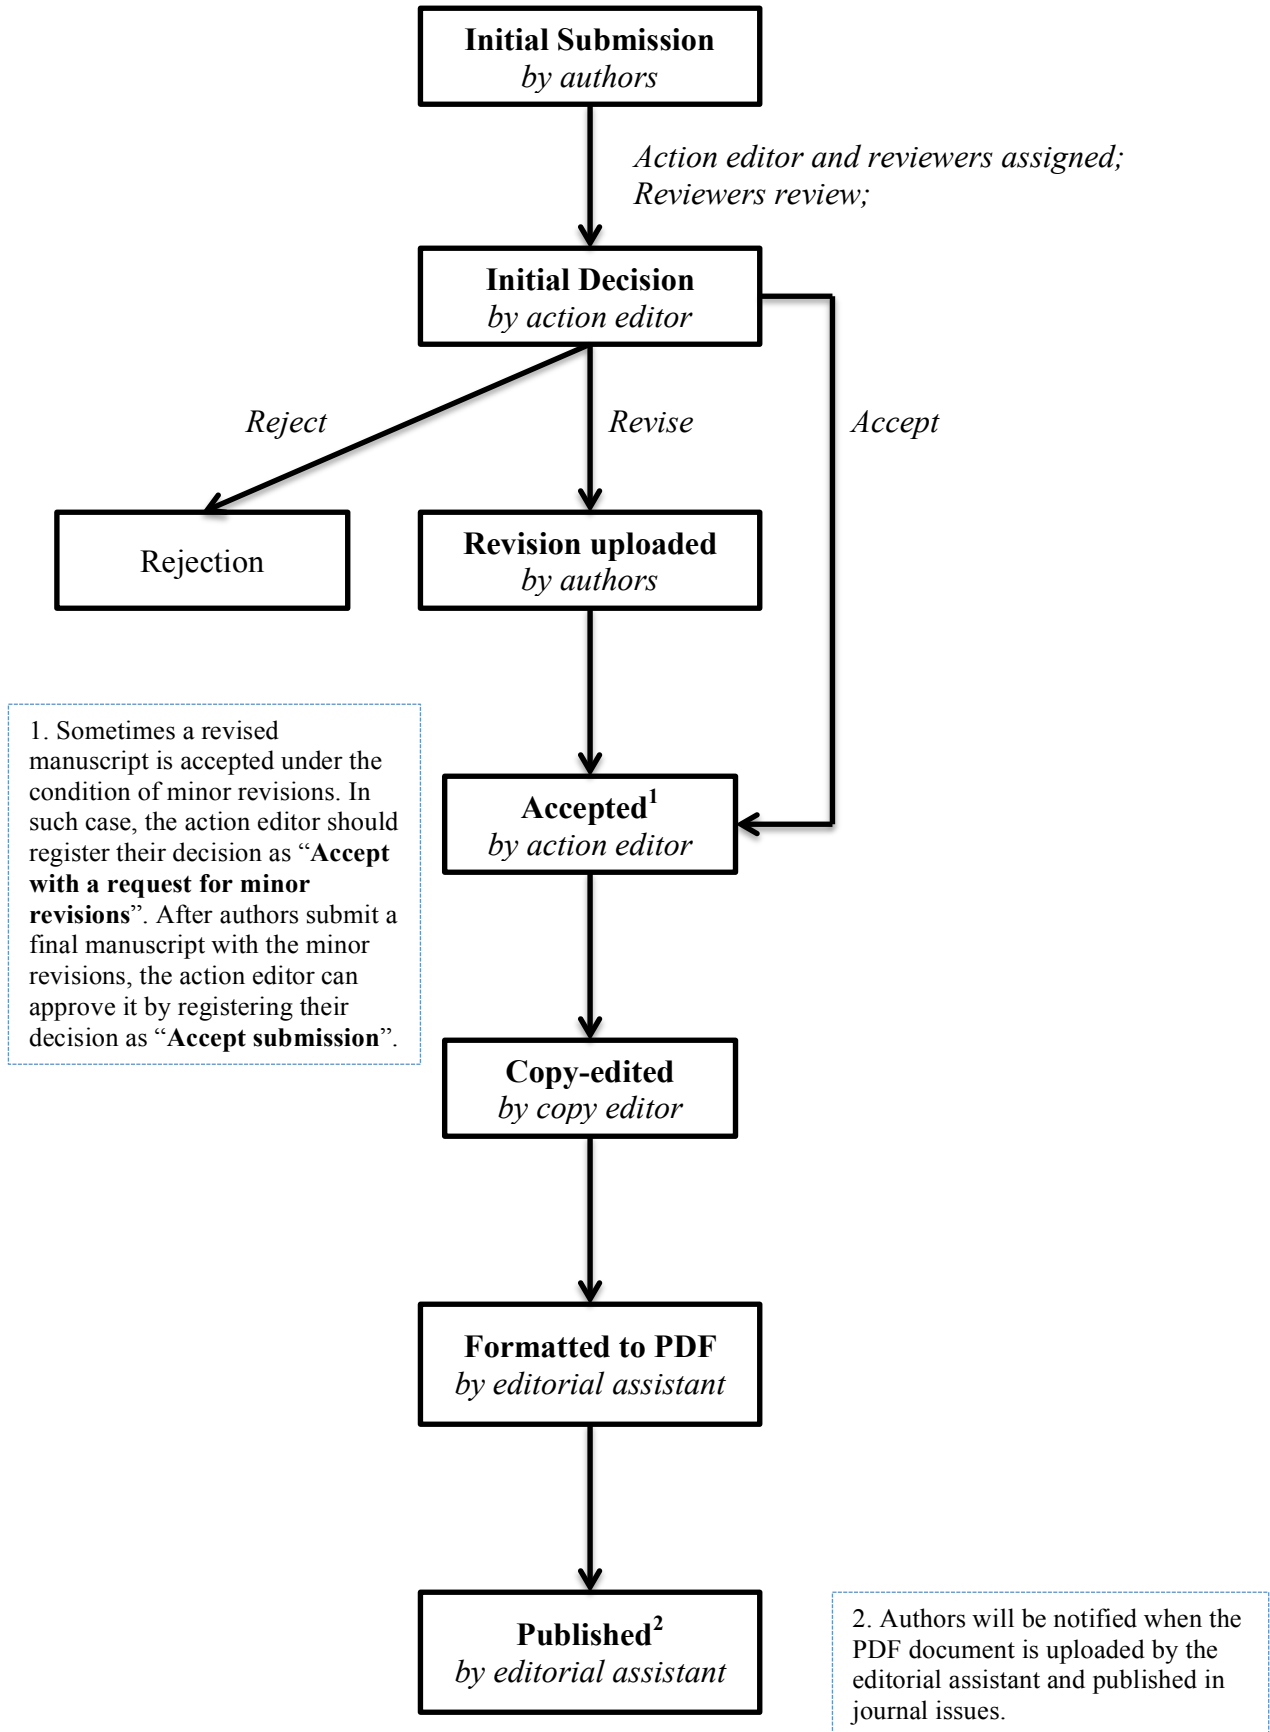 Initial Submission
by authors
Action editor and reviewers assigned;
Reviewers review;
Initial Decision
by action editor
Reject
Revise
Accept
Rejection
Revision uploaded
by authors
1. Sometimes a revised
manuscript is accepted under the
condition of minor revisions. In
such case, the action editor should
register their decision as “Accept
with a request for minor
revisions”. After authors submit a
final manuscript with the minor
revisions, the action editor can
approve it by registering their
decision as “Accept submission”.
Accepted¹
by action editor
Copy-edited
by copy editor
Formatted to PDF
by editorial assistant
Published²
by editorial assistant
2. Authors will be notified when the
PDF document is uploaded by the
editorial assistant and published in
journal issues.